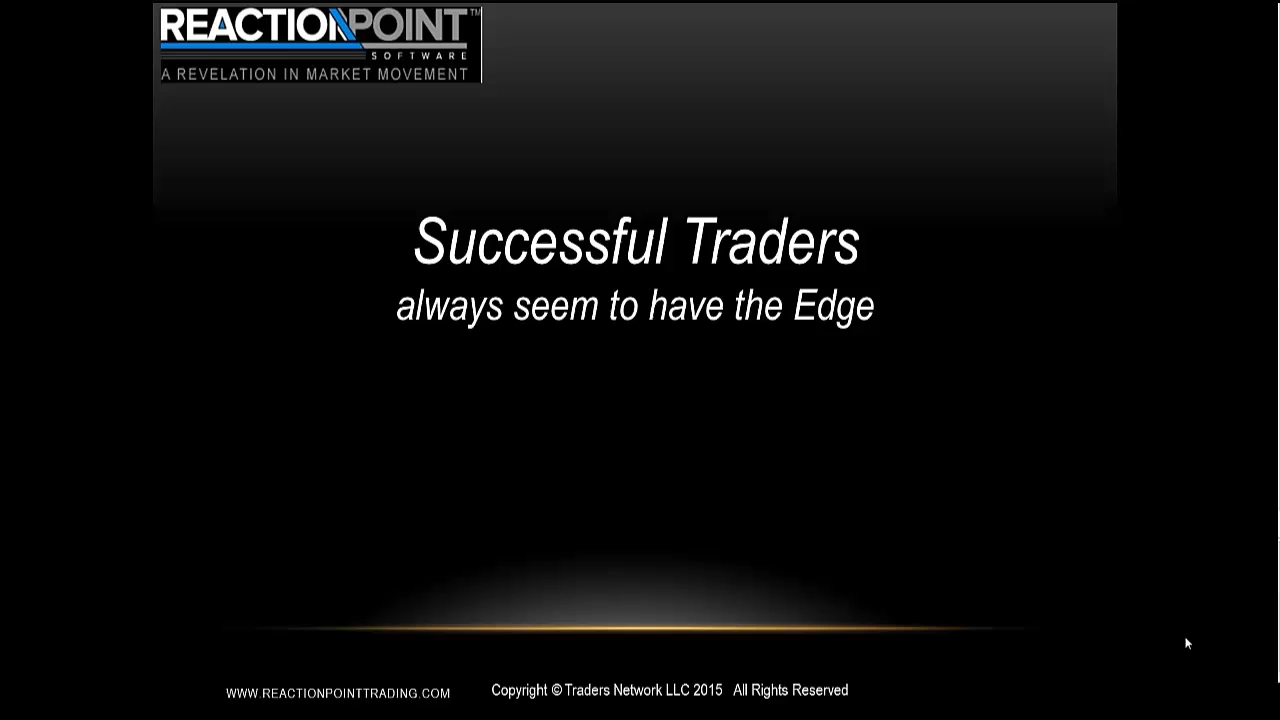 REACTIONPOINT™
SOFTWARE
A REVELATION IN MARKET MOVEMENT
Successful Traders
always seem to have the Edge
WWW.REACTIONPOINTTRADING.COM Copyright © Traders Network LLC 2015 All Rights Reserved